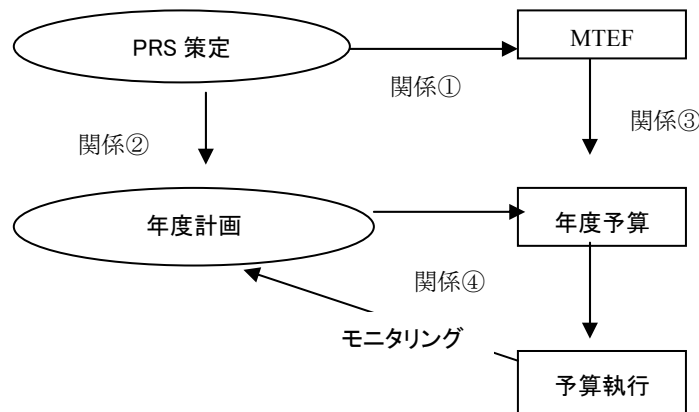 PRS 策定
MTEF
関係①
関係②
関係③
年度計画
年度予算
関係④
モニタリング
予算執行